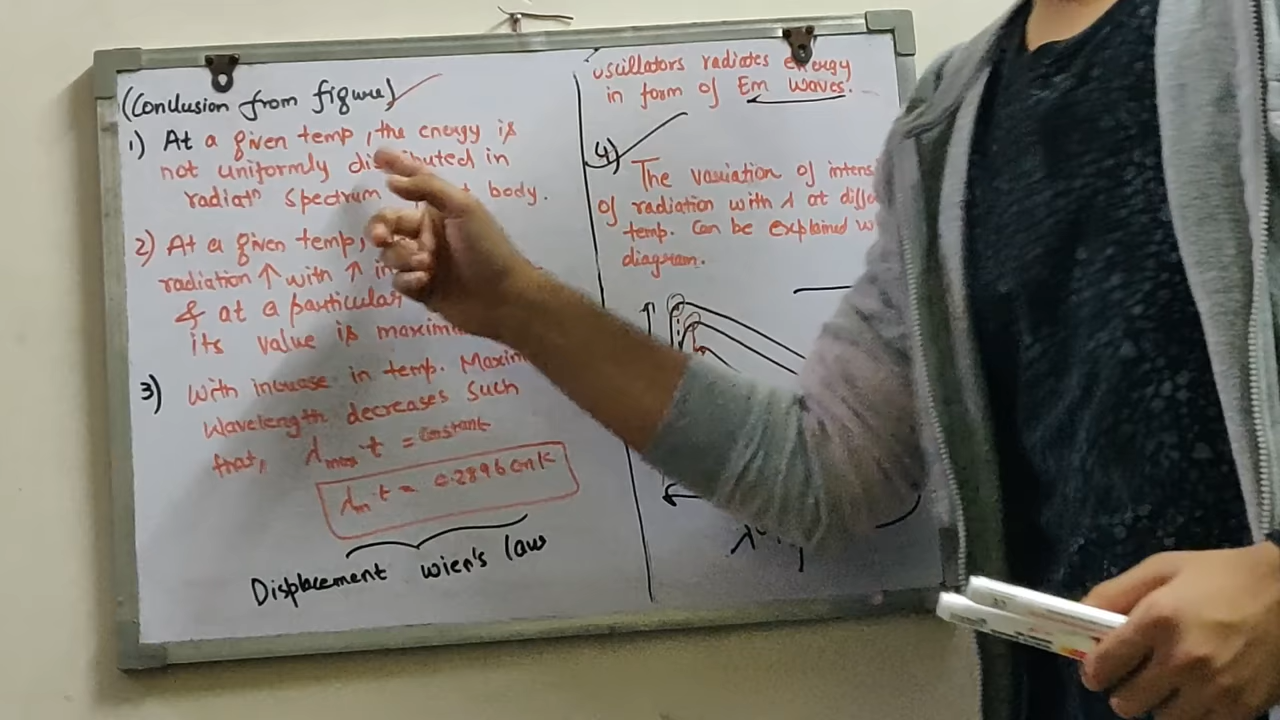 (Conclusion from figure)
1) At a given temp, the energy is
not uniformly distributed in
radiatn spectrum body.
2) At a given temp,
radiation ↑ with ↑ in
& at a particular
its value is maxim
3) With increase in temp. Maxim
wavelength decreases such
that, λmax t = constant
λm t = 0.2896 cm K
Displacement wien's law
oscillators radiates energy
in form of Em waves.
4) The variation of intens
of radiation with λ at diffe
temp. Can be explained w
diagram.